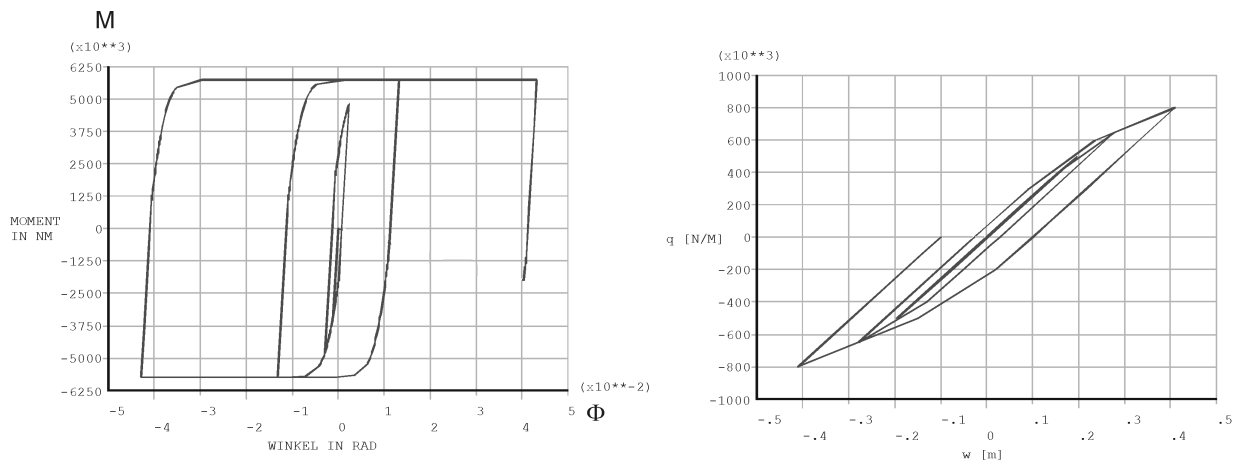 M
(x10**3)
6250
5000
3750
2500
1250
0
-1250
-2500
-3750
-5000
-6250
MOMENT
IN NM
-5 -3 -1 1 3 5
-4 -2 0 2 4
(x10**-2)
Φ
WINKEL IN RAD
(x10**3)
1000
800
600
400
200
0
-200
-400
-600
-800
-1000
q [N/M]
-.5 -.3 -.1 .1 .3 .5
-.4 -.2 0 .2 .4
w [m]